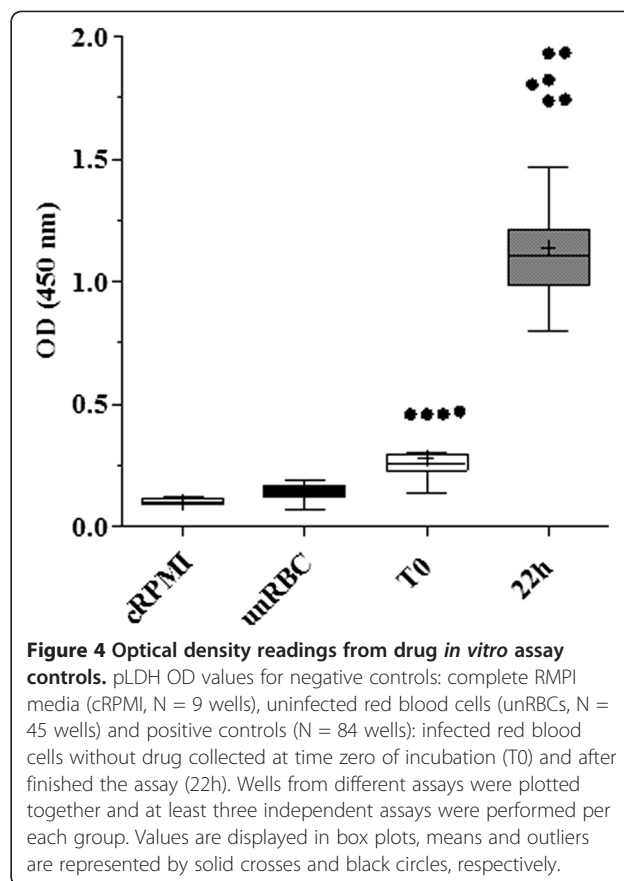 2.0
1.5
1.0
0.5
0.0
OD (450 nm)
cRPMI
unRBC
T0
22h
Figure 4 Optical density readings from drug in vitro assay
controls. pLDH OD values for negative controls: complete RMPI
media (cRPMI, N = 9 wells), uninfected red blood cells (unRBCs, N =
45 wells) and positive controls (N = 84 wells): infected red blood
cells without drug collected at time zero of incubation (T0) and after
finished the assay (22h). Wells from different assays were plotted
together and at least three independent assays were performed per
each group. Values are displayed in box plots, means and outliers
are represented by solid crosses and black circles, respectively.